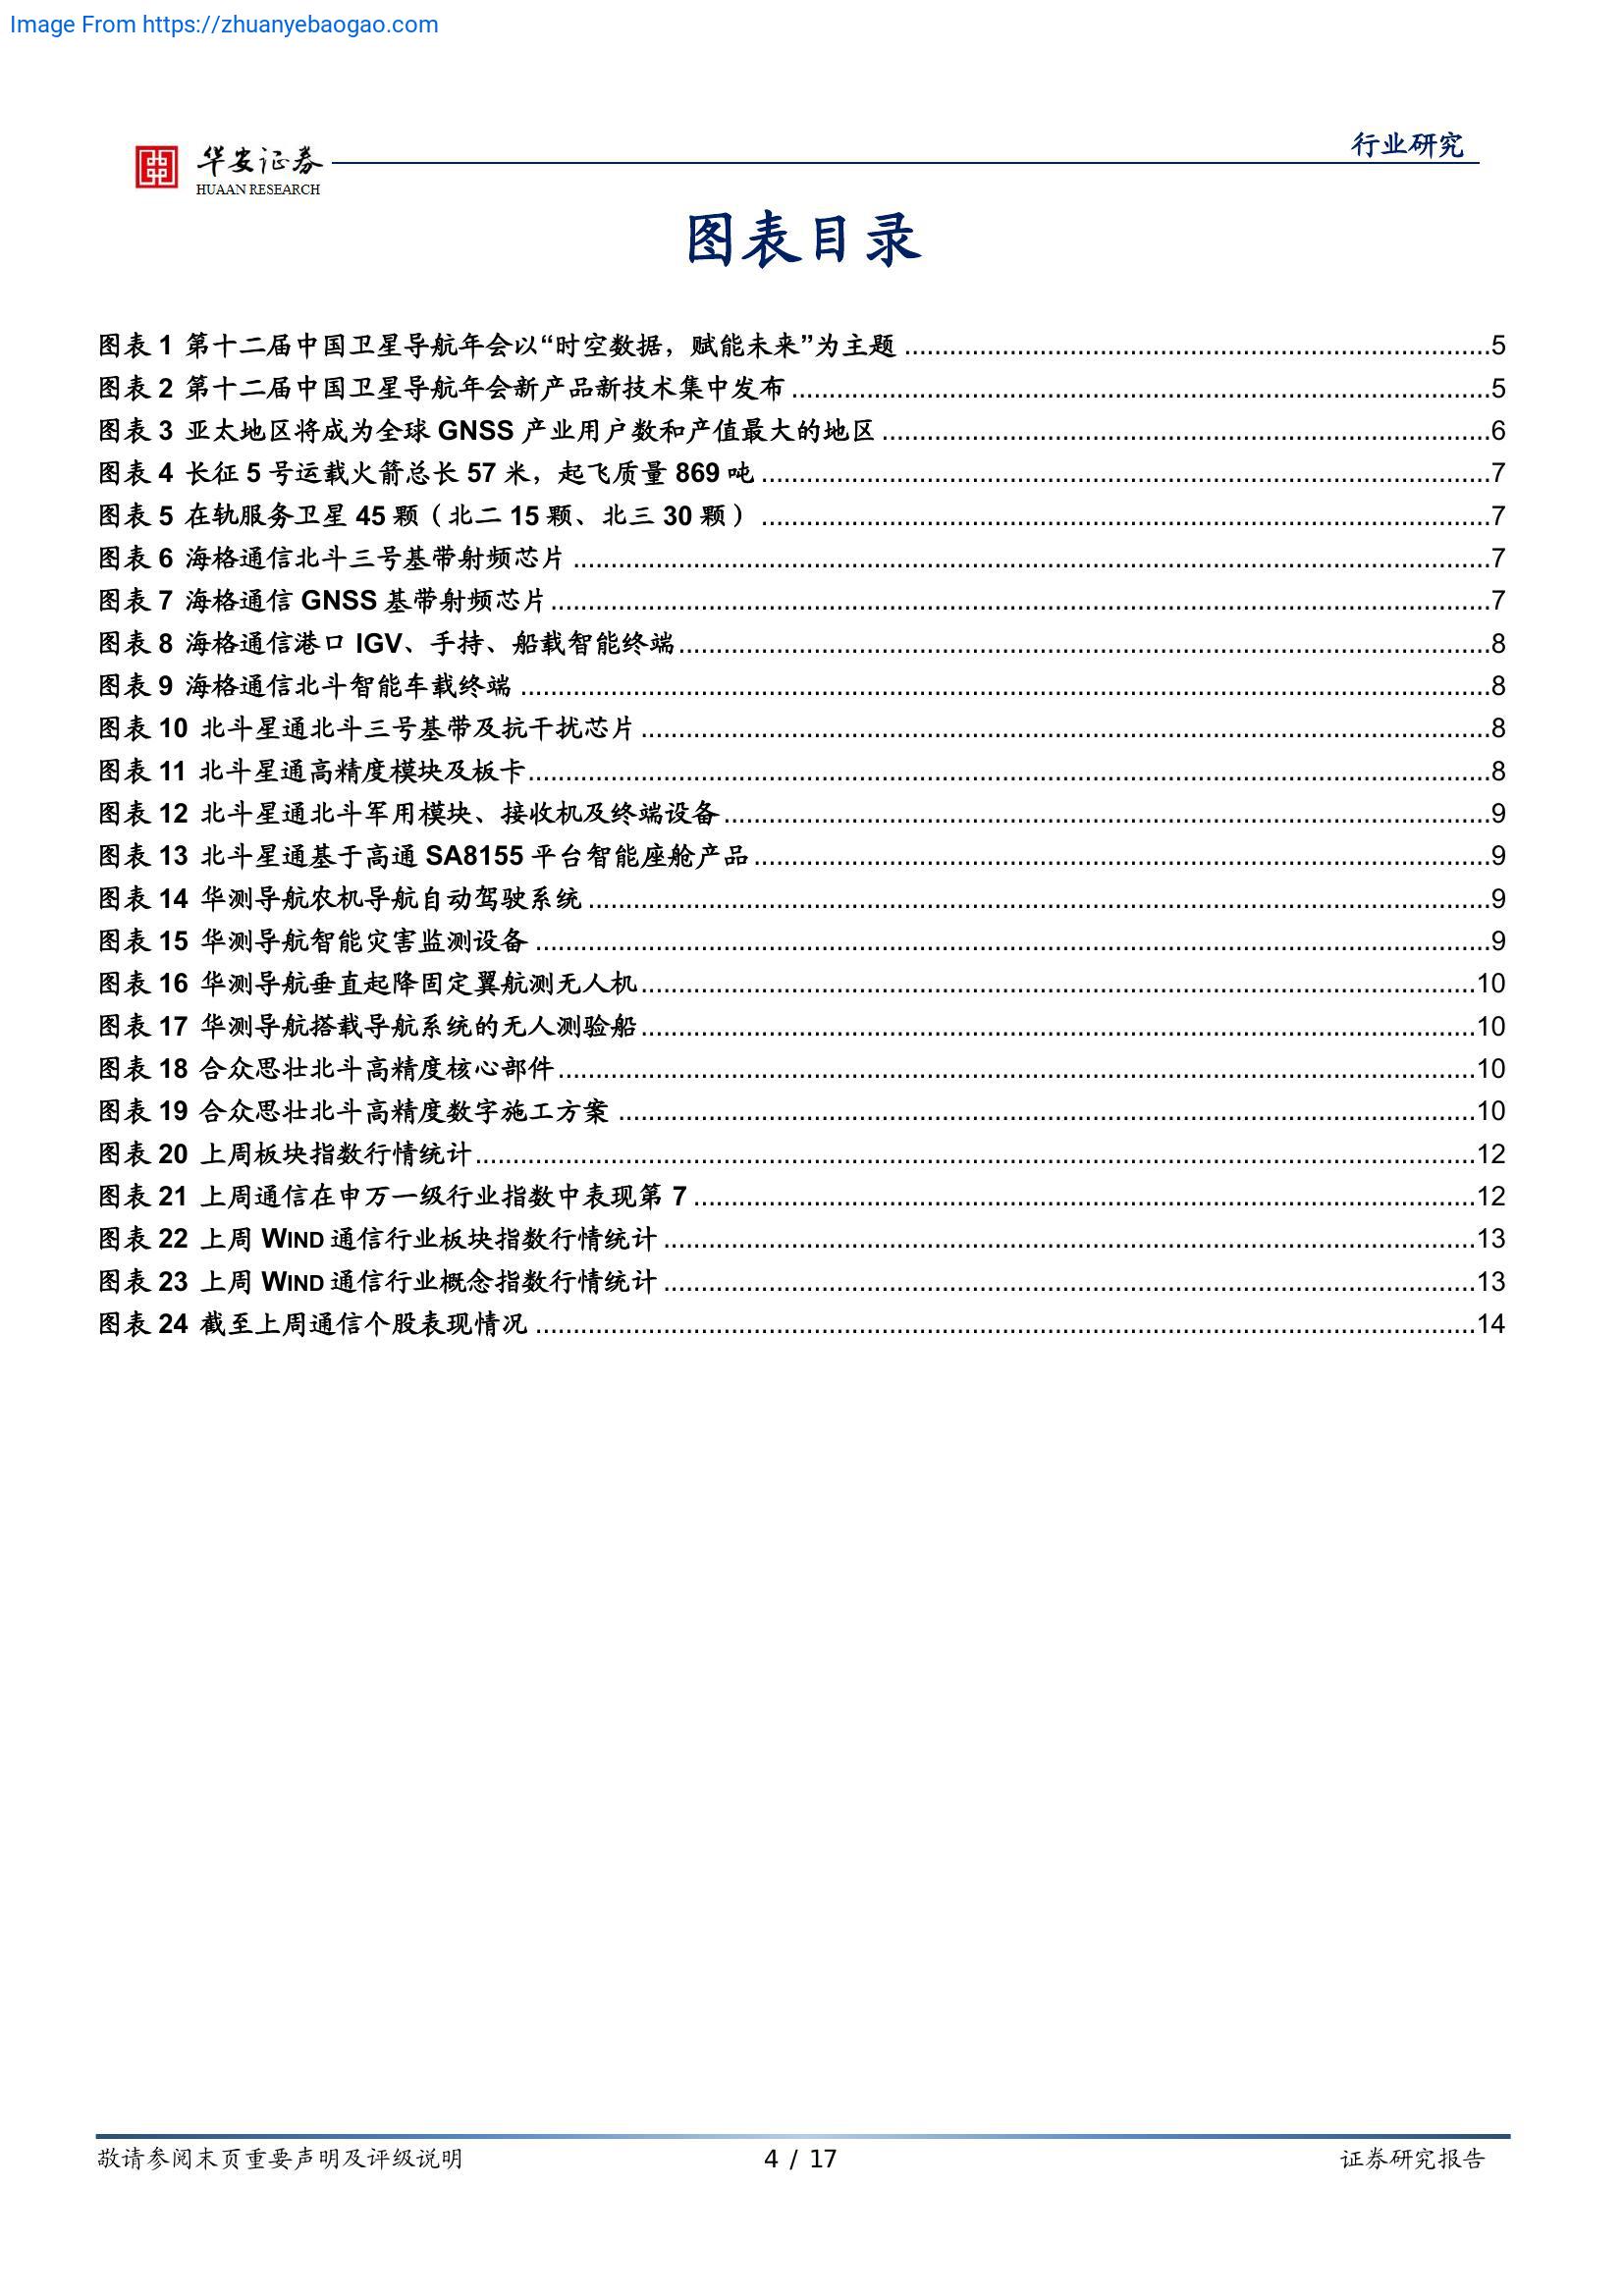 Image From https://zhuanyebaogao.com
行业研究
华安证券
HUAAN RESEARCH
图表目录
图表 1 第十二届中国卫星导航年会以“时空数据，赋能未来”为主题 ........ 5
图表 2 第十二届中国卫星导航年会新产品新技术集中发布 ........ 5
图表 3 亚太地区将成为全球 GNSS 产业用户数和产值最大的地区 ........ 6
图表 4 长征 5 号运载火箭总长 57 米，起飞质量 869 吨 ........ 7
图表 5 在轨服务卫星 45 颗（北二 15 颗、北三 30 颗） ........ 7
图表 6 海格通信北斗三号基带射频芯片 ........ 7
图表 7 海格通信 GNSS 基带射频芯片 ........ 7
图表 8 海格通信港口 IGV、手持、船载智能终端 ........ 8
图表 9 海格通信北斗智能车载终端 ........ 8
图表 10 北斗星通北斗三号基带及抗干扰芯片 ........ 8
图表 11 北斗星通高精度模块及板卡 ........ 8
图表 12 北斗星通北斗军用模块、接收机及终端设备 ........ 9
图表 13 北斗星通基于高通 SA8155 平台智能座舱产品 ........ 9
图表 14 华测导航农机导航自动驾驶系统 ........ 9
图表 15 华测导航智能灾害监测设备 ........ 9
图表 16 华测导航垂直起降固定翼航测无人机 ........ 10
图表 17 华测导航搭载导航系统的无人测验船 ........ 10
图表 18 合众思壮北斗高精度核心部件 ........ 10
图表 19 合众思壮北斗高精度数字施工方案 ........ 10
图表 20 上周板块指数行情统计 ........ 12
图表 21 上周通信在申万一级行业指数中表现第 7 ........ 12
图表 22 上周 WIND 通信行业板块指数行情统计 ........ 13
图表 23 上周 WIND 通信行业概念指数行情统计 ........ 13
图表 24 截至上周通信个股表现情况 ........ 14
敬请参阅末页重要声明及评级说明 4 / 17 证券研究报告